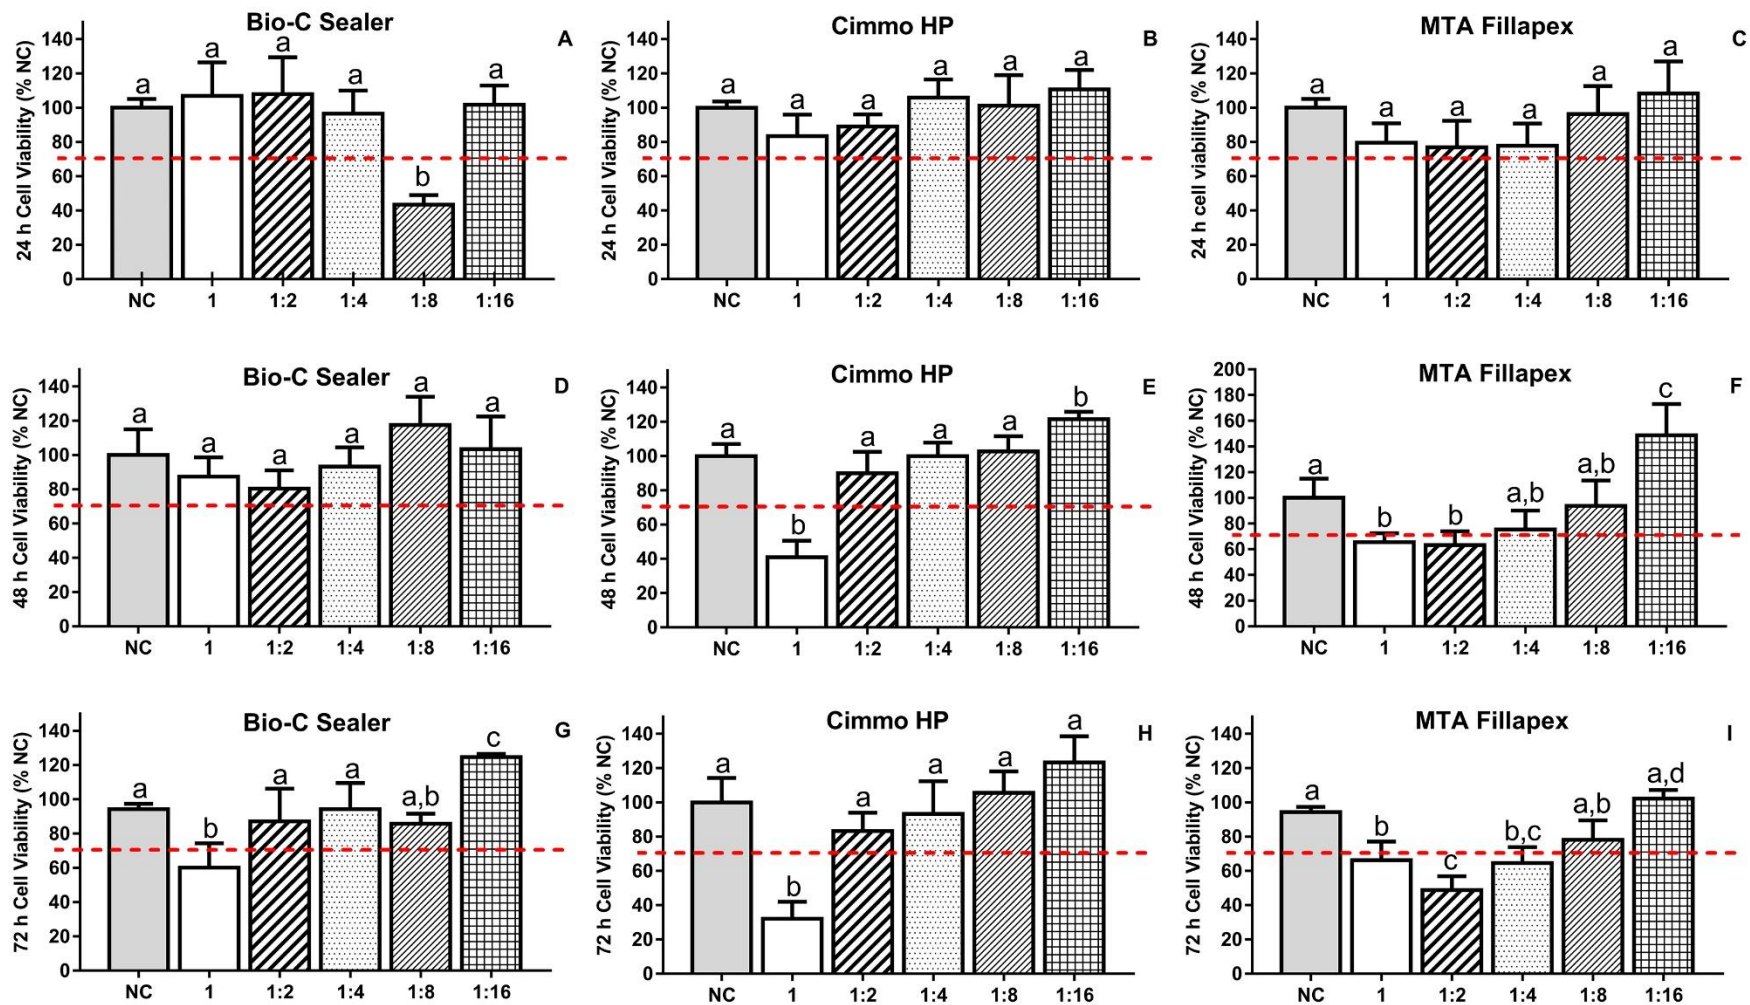 Bio-C Sealer
A
24 h Cell Viability (% NC)
140
120
100
80
60
40
20
0
a
a
a
a
b
a
NC 1 1:2 1:4 1:8 1:16
Cimmo HP
B
24 h Cell Viability (% NC)
140
120
100
80
60
40
20
0
a
a
a
a
a
a
NC 1 1:2 1:4 1:8 1:16
MTA Fillapex
C
24 h cell viability (% NC)
140
120
100
80
60
40
20
0
a
a
a
a
a
a
NC 1 1:2 1:4 1:8 1:16
Bio-C Sealer
D
48 h Cell Viability (% NC)
140
120
100
80
60
40
20
0
a
a
a
a
a
a
NC 1 1:2 1:4 1:8 1:16
Cimmo HP
E
48 h Cell Viability (% NC)
140
120
100
80
60
40
20
0
a
b
a
a
a
b
NC 1 1:2 1:4 1:8 1:16
MTA Fillapex
F
48 h Cell Viability (% NC)
200
180
160
140
120
100
80
60
40
20
0
a
b
b
a,b
a,b
c
NC 1 1:2 1:4 1:8 1:16
Bio-C Sealer
G
72 h Cell Viability (% NC)
140
120
100
80
60
40
20
0
a
b
a
a
a,b
c
NC 1 1:2 1:4 1:8 1:16
Cimmo HP
H
72 h Cell Viability (% NC)
140
120
100
80
60
40
20
0
a
b
a
a
a
a
NC 1 1:2 1:4 1:8 1:16
MTA Fillapex
I
72 h Cell Viability (% NC)
140
120
100
80
60
40
20
0
a
b
c
b,c
a,b
a,d
NC 1 1:2 1:4 1:8 1:16